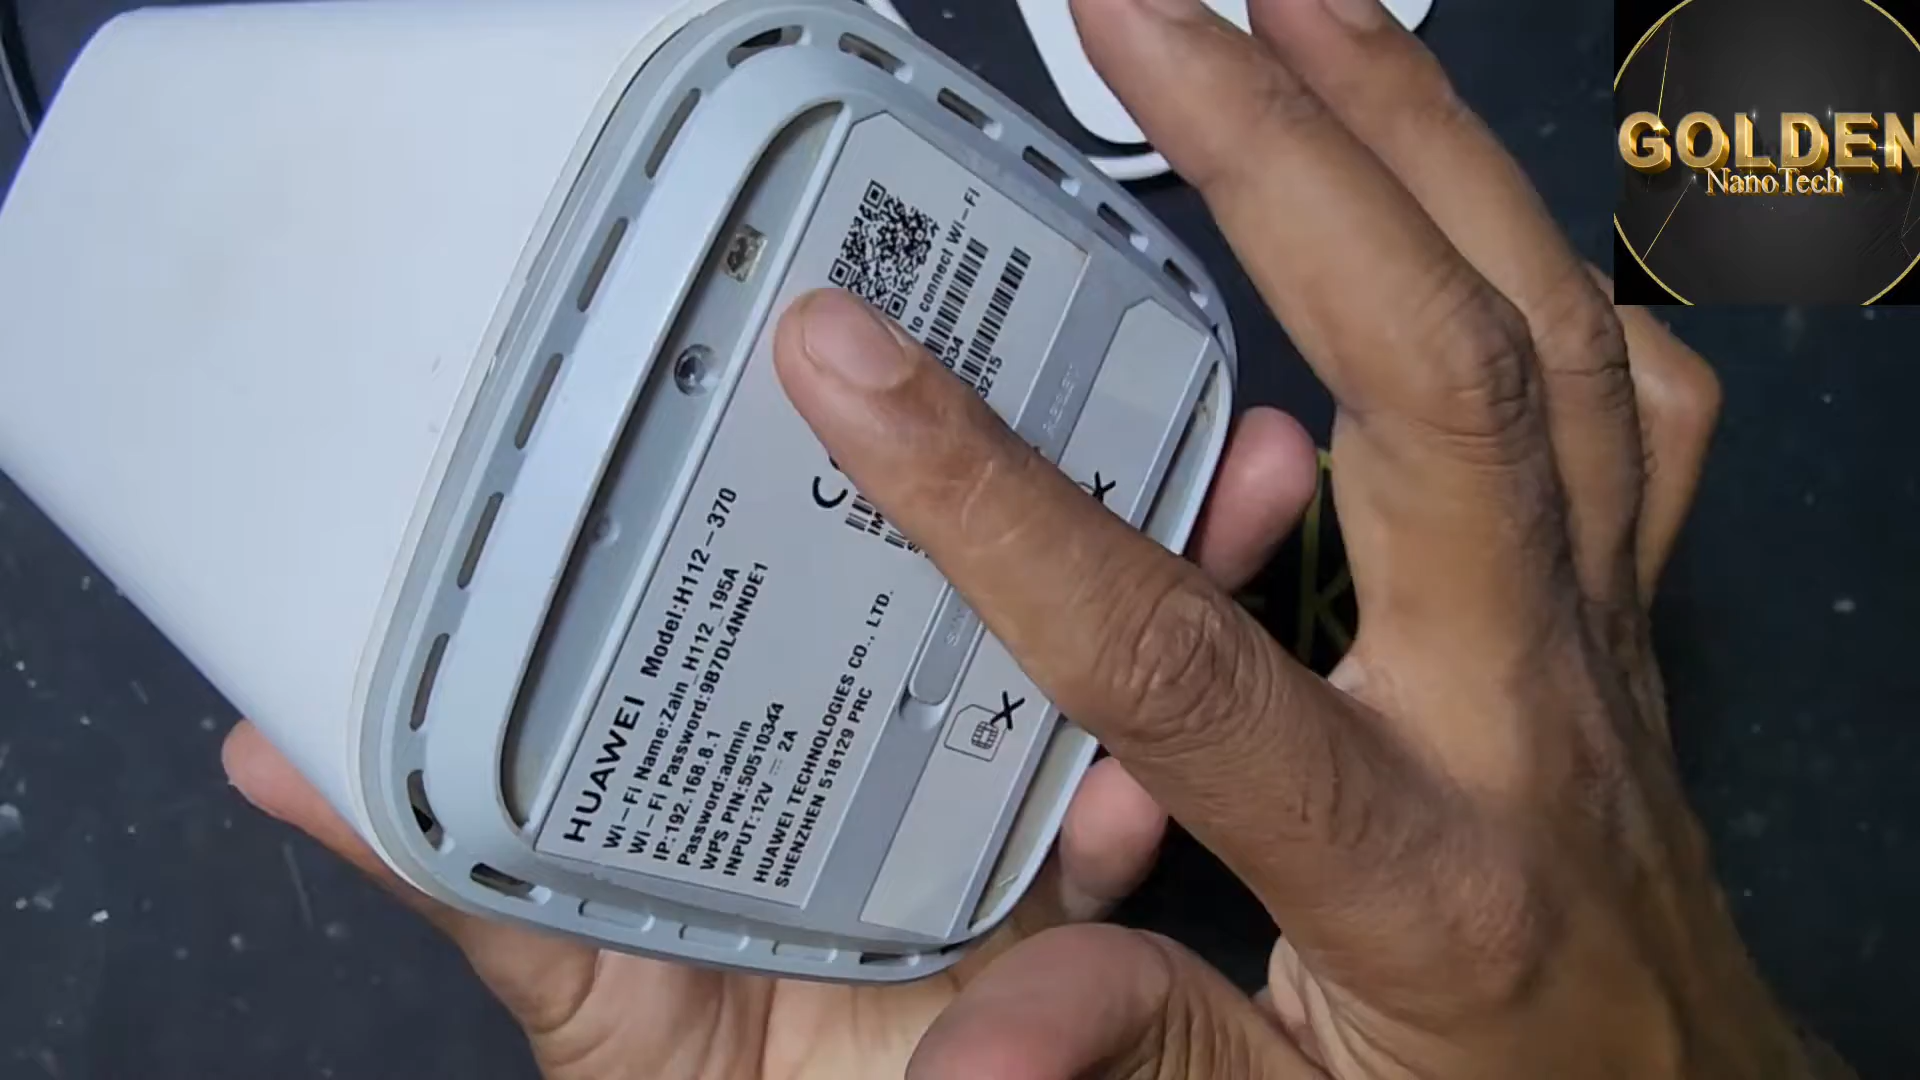 GOLDEN
NanoTech
to connect Wi-Fi
HUAWEI Model:H112-370
Wi-Fi Name:Zain_H112_195A
Wi-Fi Password:9B7DL4NNDE1
IP:192.168.8.1
Password:admin
WPS PIN:50510344
INPUT:12V 2A
HUAWEI TECHNOLOGIES CO., LTD.
SHENZHEN 518129 PRC
RESET